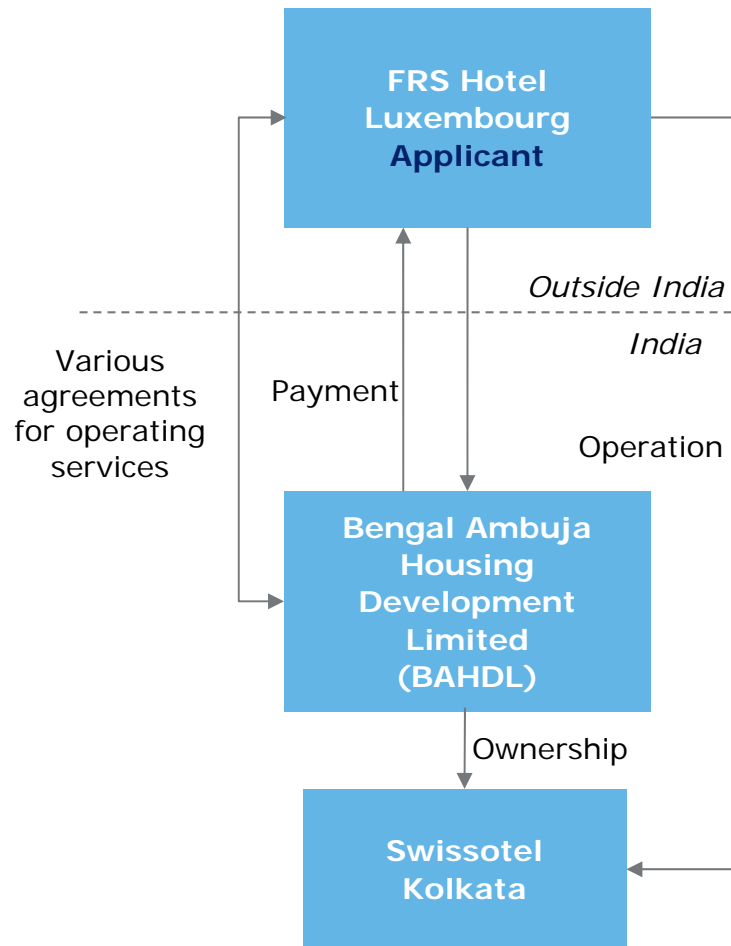 FRS Hotel
Luxembourg
Applicant
Outside India
India
Various
agreements
for operating
services
Payment
Operation
Bengal Ambuja
Housing
Development
Limited
(BAHDL)
Ownership
Swissotel
Kolkata